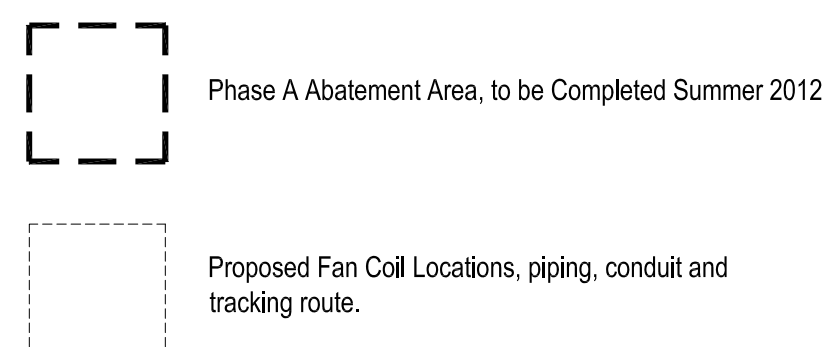 Phase A Abatement Area, to be Completed Summer 2012
Proposed Fan Coil Locations, piping, conduit and
tracking route.